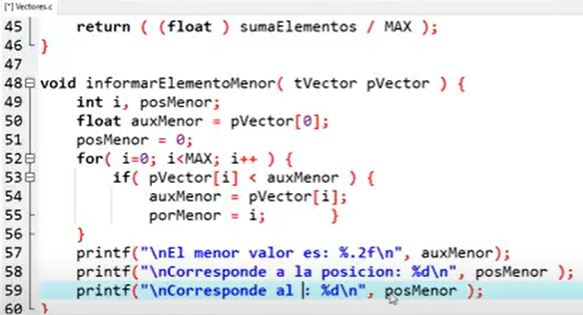 [*] Vectores.c
45 return ( (float ) sumaElementos / MAX );
46 }
47
48 void informarElementoMenor( tVector pVector ) {
49 int i, posMenor;
50 float auxMenor = pVector[0];
51 posMenor = 0;
52 for( i=0; i<MAX; i++ ) {
53 if( pVector[i] < auxMenor ) {
54 auxMenor = pVector[i];
55 porMenor = i; }
56 }
57 printf("\nEl menor valor es: %.2f\n", auxMenor);
58 printf("\nCorresponde a la posicion: %d\n", posMenor );
59 printf("\nCorresponde al : %d\n", posMenor );
60 }